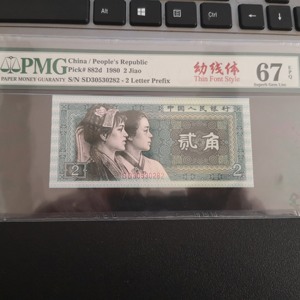 PMG
PAPER MONEY GUARANTY
China / People's Republic
Pick# 882d 1980 2 Jiao
S/N SD30530282 - 2 Letter Prefix
幼线体
Thin Font Style
67 EPQ
Superb Gem Unc
中国人民银行
贰角
2
2